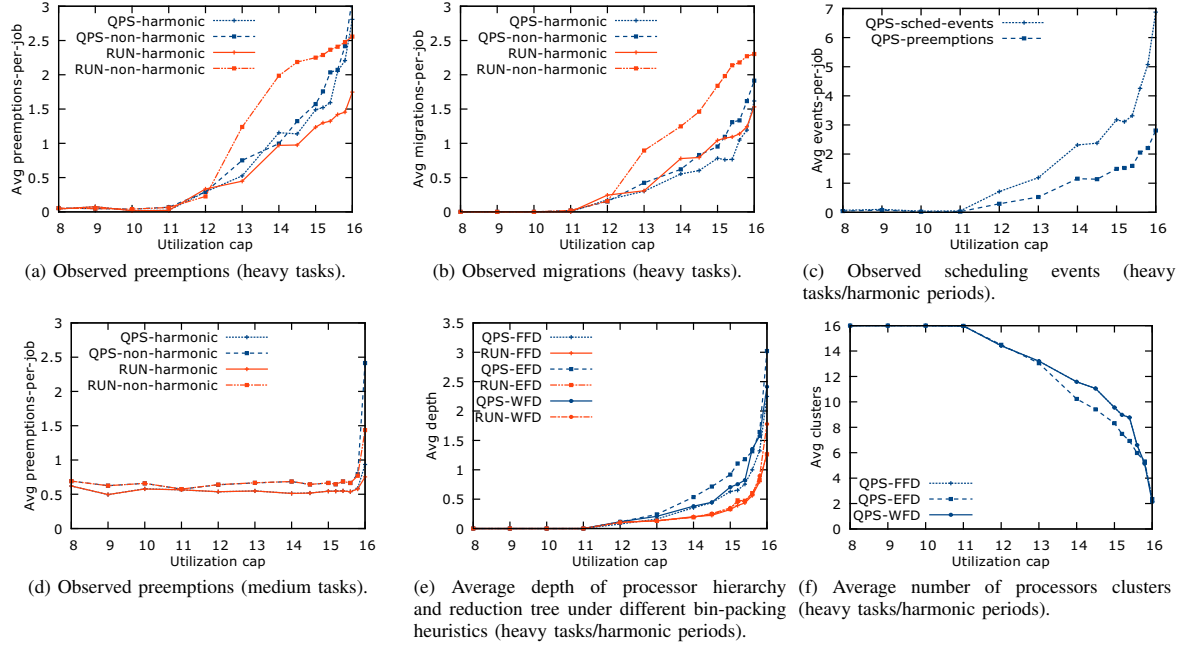 QPS-harmonic
QPS-non-harmonic
RUN-harmonic
RUN-non-harmonic
Avg preemptions-per-job
3
2.5
2
1.5
1
0.5
0
8 9 10 11 12 13 14 15 16
Utilization cap
(a) Observed preemptions (heavy tasks).
QPS-harmonic
QPS-non-harmonic
RUN-harmonic
RUN-non-harmonic
Avg migrations-per-job
3
2.5
2
1.5
1
0.5
0
8 9 10 11 12 13 14 15 16
Utilization cap
(b) Observed migrations (heavy tasks).
QPS-sched-events
QPS-preemptions
Avg events-per-job
7
6
5
4
3
2
1
0
8 9 10 11 12 13 14 15 16
Utilization cap
(c) Observed scheduling events (heavy
tasks/harmonic periods).
QPS-harmonic
QPS-non-harmonic
RUN-harmonic
RUN-non-harmonic
Avg preemptions-per-job
3
2.5
2
1.5
1
0.5
0
8 9 10 11 12 13 14 15 16
Utilization cap
(d) Observed preemptions (medium tasks).
QPS-FFD
RUN-FFD
QPS-EFD
RUN-EFD
QPS-WFD
RUN-WFD
Avg depth
3.5
3
2.5
2
1.5
1
0.5
0
8 9 10 11 12 13 14 15 16
Utilization cap
(e) Average depth of processor hierarchy
and reduction tree under different bin-packing
heuristics (heavy tasks/harmonic periods).
QPS-FFD
QPS-EFD
QPS-WFD
Avg clusters
16
14
12
10
8
6
4
2
0
8 9 10 11 12 13 14 15 16
Utilization cap
(f) Average number of processors clusters
(heavy tasks/harmonic periods).